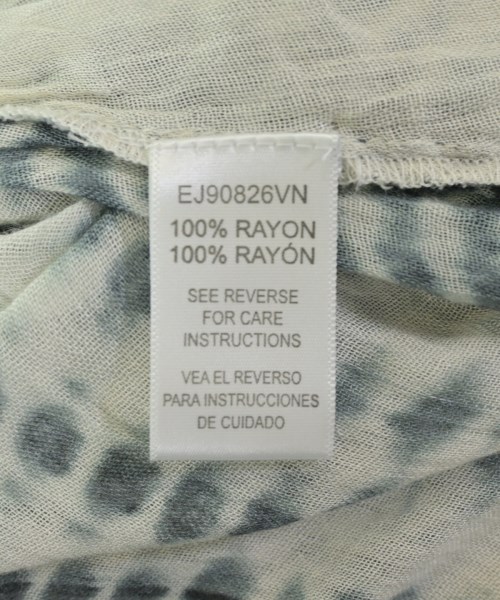 EJ90826VN
100% RAYON
100% RAYÓN
SEE REVERSE
FOR CARE
INSTRUCTIONS
VEA EL REVERSO
PARA INSTRUCCIONES
DE CUIDADO